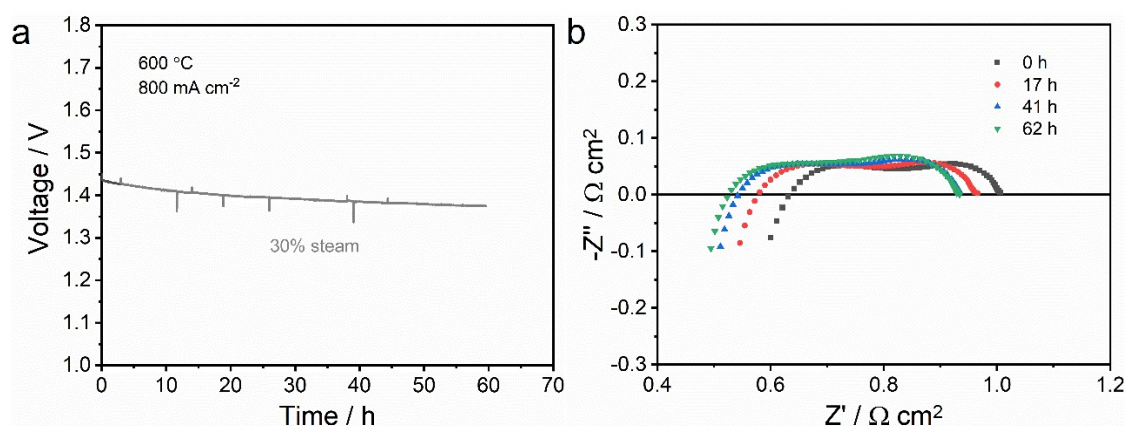 a
1.8
1.7
1.6
1.5
1.4
1.3
1.2
1.1
1.0
Voltage / V
600 °C
800 mA cm⁻²
30% steam
0 10 20 30 40 50 60 70
Time / h
b
0.3
0.2
0.1
0.0
-0.1
-0.2
-0.3
-Z" / Ω cm²
0 h
17 h
41 h
62 h
0.4 0.6 0.8 1.0 1.2
Z' / Ω cm²